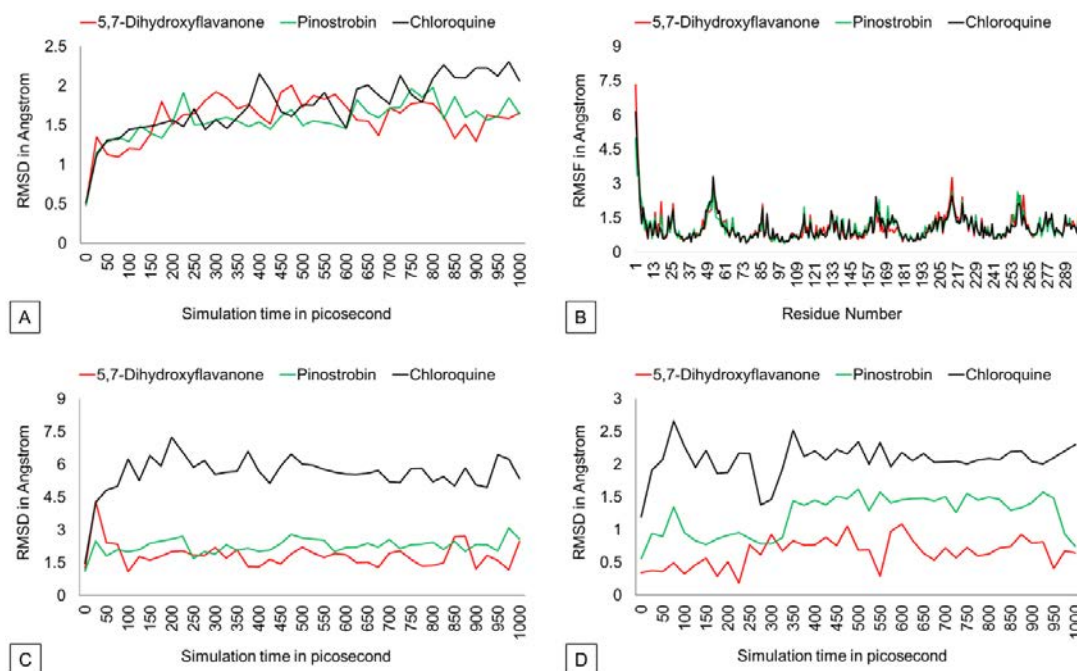 5,7-Dihydroxyflavanone Pinostrobin Chloroquine
RMSD in Angstrom
2.5
2
1.5
1
0.5
0
0 50 100 150 200 250 300 350 400 450 500 550 600 650 700 750 800 850 900 950 1000
Simulation time in picosecond
A
5,7-Dihydroxyflavanone Pinostrobin Chloroquine
RMSF in Angstrom
9
7.5
6
4.5
3
1.5
0
1 13 25 37 49 61 73 85 97 109 121 133 145 157 169 181 193 205 217 229 241 253 265 277 289
Residue Number
B
5,7-Dihydroxyflavanone Pinostrobin Chloroquine
RMSD in Angstrom
9
7.5
6
4.5
3
1.5
0
0 50 100 150 200 250 300 350 400 450 500 550 600 650 700 750 800 850 900 950 1000
Simulation time in picosecond
C
5,7-Dihydroxyflavanone Pinostrobin Chloroquine
RMSD in Angstrom
3
2.5
2
1.5
1
0.5
0
0 50 100 150 200 250 300 350 400 450 500 550 600 650 700 750 800 850 900 950 1000
Simulation time in picosecond
D